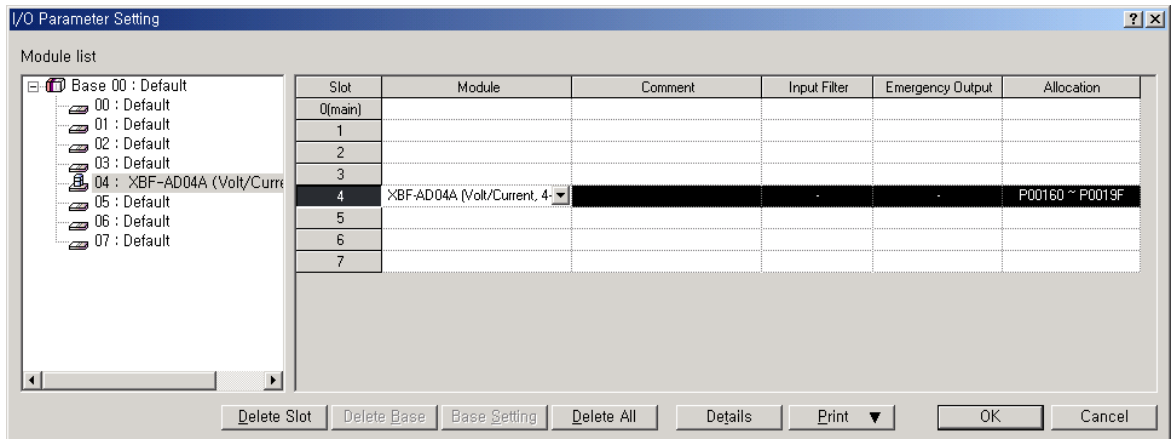 I/O Parameter Setting
Module list
Base 00 : Default
00 : Default
01 : Default
02 : Default
03 : Default
04 : XBF-AD04A (Volt/Curre
05 : Default
06 : Default
07 : Default
Slot Module Comment Input Filter Emergency Output Allocation
0(main)
1
2
3
4 XBF-AD04A (Volt/Current, 4- - - P00160 ~ P0019F
5
6
7
Delete Slot Delete Base Base Setting Delete All Details Print ▼ OK Cancel